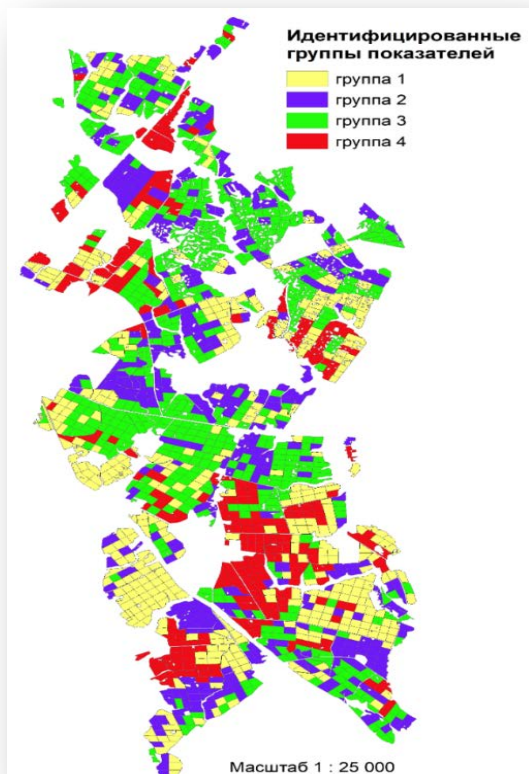 Идентифицированные
группы показателей
группа 1
группа 2
группа 3
группа 4
Масштаб 1 : 25 000